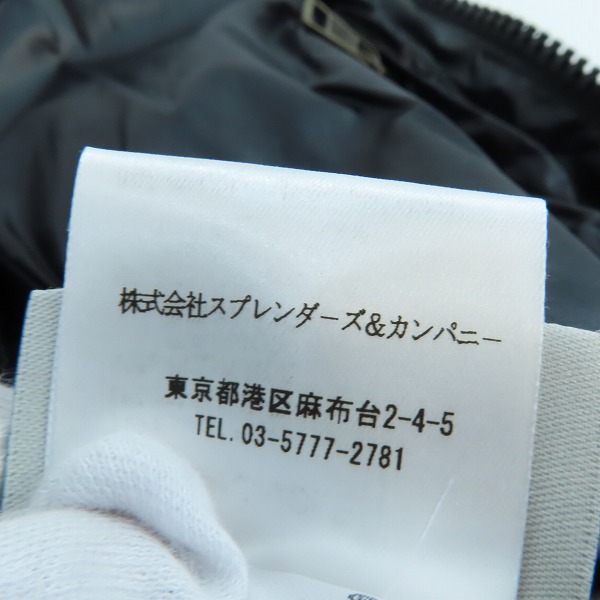 株式会社スプレンダーズ&カンパニー
東京都港区麻布台2-4-5
TEL.03-5777-2781